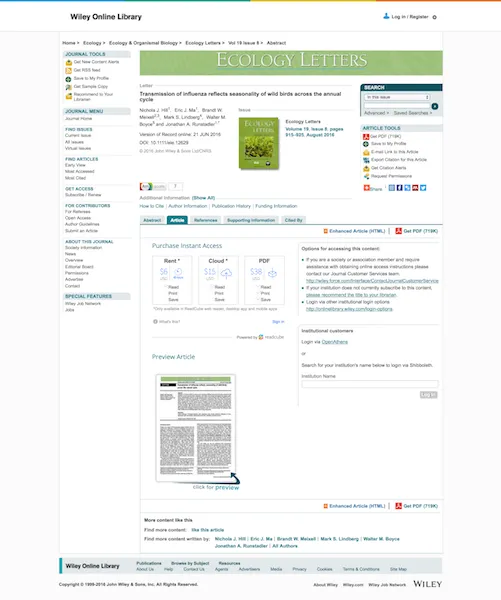 Wiley Online Library
Log in / Register
Home > Ecology > Ecology & Organismal Biology > Ecology Letters > Vol 19 Issue 8 > Abstract
JOURNAL TOOLS
Get New Content Alerts
Get RSS feed
Save to My Profile
Get Sample Copy
Recommend to Your Librarian
JOURNAL MENU
Journal Home
FIND ISSUES
Current Issue
All Issues
Virtual Issues
FIND ARTICLES
Early View
Most Accessed
Most Cited
GET ACCESS
Subscribe / Renew
FOR CONTRIBUTORS
For Referees
Open Access
Author Guidelines
Submit an Article
ABOUT THIS JOURNAL
Society Information
News
Overview
Editorial Board
Permissions
Advertise
Contact
SPECIAL FEATURES
Wiley Job Network
Jobs
ECOLOGY LETTERS
Letter
Transmission of influenza reflects seasonality of wild birds across the annual
cycle
Nichola J. Hill, Eric J. Ma, Brandt W.
Meixell, Mark S. Lindberg, Walter M.
Boyce and Jonathan A. Runstadler
Version of Record online: 21 JUN 2016
© 2016 John Wiley & Sons Ltd/CNRS
Issue
ECOLOGY LETTERS
Ecology Letters
Volume 19, Issue 8, pages
915–925, August 2016
SEARCH
In this issue
Advanced > Saved Searches >
ARTICLE TOOLS
Get PDF (719K)
Save to My Profile
E-mail Link to this Article
Export Citation for this Article
Get Citation Alerts
Request Permissions
Share
7
Additional Information (Show All)
How to Cite Author Information Publication History Funding Information
Abstract Article References Supporting Information Cited By
Enhanced Article (HTML) Get PDF (719K)
Purchase Instant Access
Rent * Cloud * PDF
$6 $15 $38
Read Read Read
Print Print Print
Save Save Save
*Only available in ReadCube web reader, desktop app and mobile apps
What's this? Sign in
Powered by readcube
Preview Article
click for preview
Options for accessing this content:
If you are a society or association member and require
assistance with obtaining online access instructions please
contact our Journal Customer Services team.
http://wiley.force.com/Interface/ContactJournalCustomerService
If your institution does not currently subscribe to this content,
please recommend the title to your librarian.
Login via other institutional login options
http://onlinelibrary.wiley.com/login-options
Institutional customers
Login via OpenAthens
or
Search for your institution's name below to login via Shibboleth.
Institution Name
Log In
Enhanced Article (HTML) Get PDF (719K)
More content like this
Find more content: like this article
Find more content written by: Nichola J. Hill Eric J. Ma Brandt W. Meixell Mark S. Lindberg Walter M. Boyce
Jonathan A. Runstadler All Authors
Wiley Online Library
Publications Browse by Subject Resources
About Us Help Contact Us Agents Advertisers Media Privacy Cookies Terms & Conditions Site Map
Copyright © 1999-2016 John Wiley & Sons, Inc. All Rights Reserved.
About Wiley Wiley.com Wiley Job Network WILEY